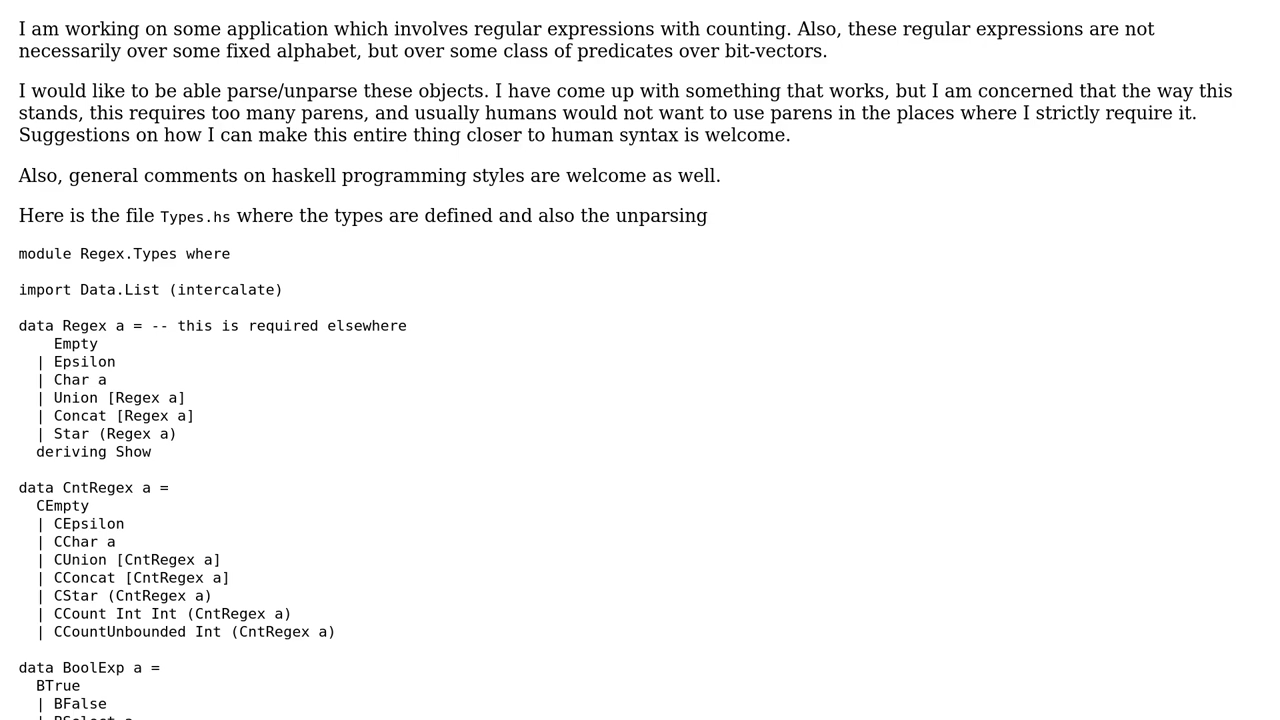 I am working on some application which involves regular expressions with counting. Also, these regular expressions are not
necessarily over some fixed alphabet, but over some class of predicates over bit-vectors.
I would like to be able parse/unparse these objects. I have come up with something that works, but I am concerned that the way this
stands, this requires too many parens, and usually humans would not want to use parens in the places where I strictly require it.
Suggestions on how I can make this entire thing closer to human syntax is welcome.
Also, general comments on haskell programming styles are welcome as well.
Here is the file Types.hs where the types are defined and also the unparsing
module Regex.Types where
import Data.List (intercalate)
data Regex a = -- this is required elsewhere
    Empty
  | Epsilon
  | Char a
  | Union [Regex a]
  | Concat [Regex a]
  | Star (Regex a)
  deriving Show
data CntRegex a =
  CEmpty
  | CEpsilon
  | CChar a
  | CUnion [CntRegex a]
  | CConcat [CntRegex a]
  | CStar (CntRegex a)
  | CCount Int Int (CntRegex a)
  | CCountUnbounded Int (CntRegex a)
data BoolExp a =
  BTrue
  | BFalse